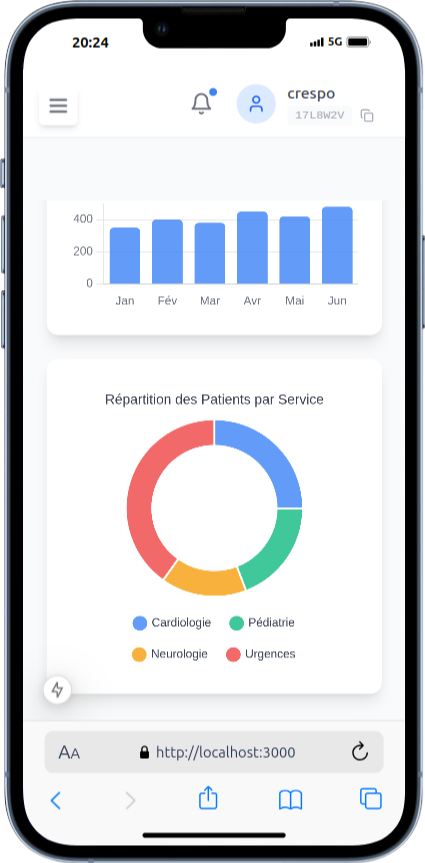 20:24 5G
crespo
17L8W2V
400
200
0
Jan Fév Mar Avr Mai Jun
Répartition des Patients par Service
Cardiologie Pédiatrie
Neurologie Urgences
AA http://localhost:3000